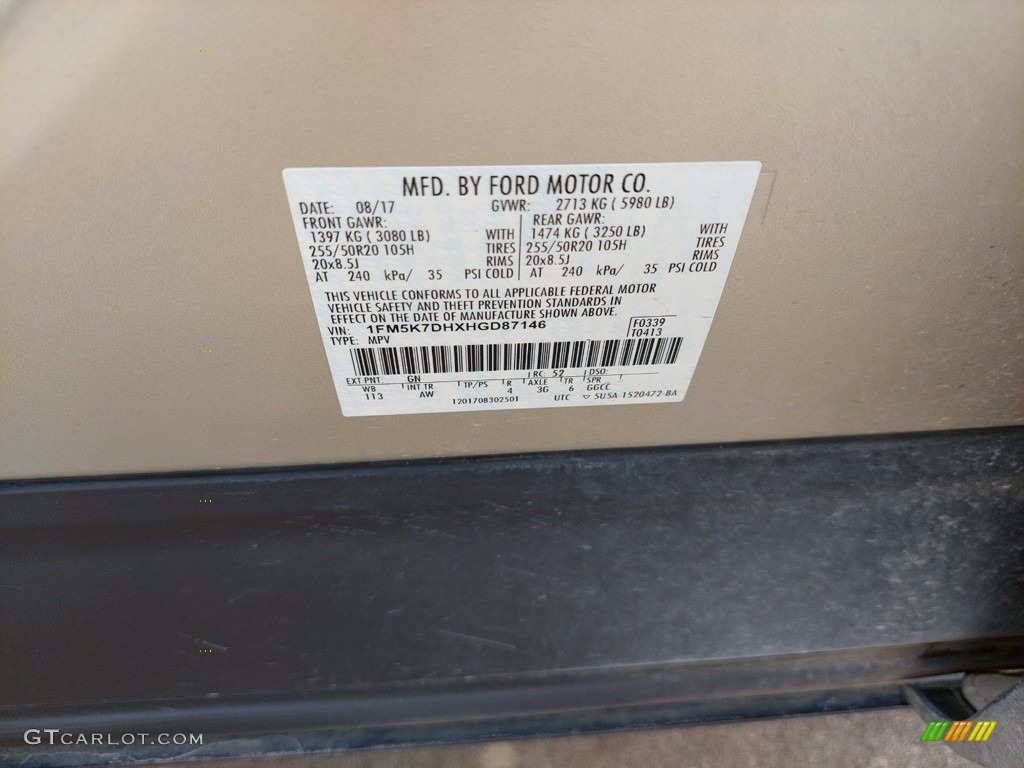 MFD. BY FORD MOTOR CO.
DATE: 08/17 GVWR: 2713 KG ( 5980 LB)
FRONT GAWR: REAR GAWR:
1397 KG ( 3080 LB) WITH 1474 KG ( 3250 LB) WITH
255/50R20 105H TIRES 255/50R20 105H TIRES
20x8.5J RIMS 20x8.5J RIMS
AT 240 kPa/ 35 PSI COLD AT 240 kPa/ 35 PSI COLD
THIS VEHICLE CONFORMS TO ALL APPLICABLE FEDERAL MOTOR
VEHICLE SAFETY AND THEFT PREVENTION STANDARDS IN
EFFECT ON THE DATE OF MANUFACTURE SHOWN ABOVE.
VIN: 1FM5K7DHXHGD87146 F0339
TYPE: MPV T0413
EXT PNT: GN RC: 52 DSO:
WB INT TR TP/PS R AXLE TR SPR
113 AW 4 3G 6 GGCC
1201708302501 UTC ▽ 5U5A-1520472-BA
GTCARLOT.COM